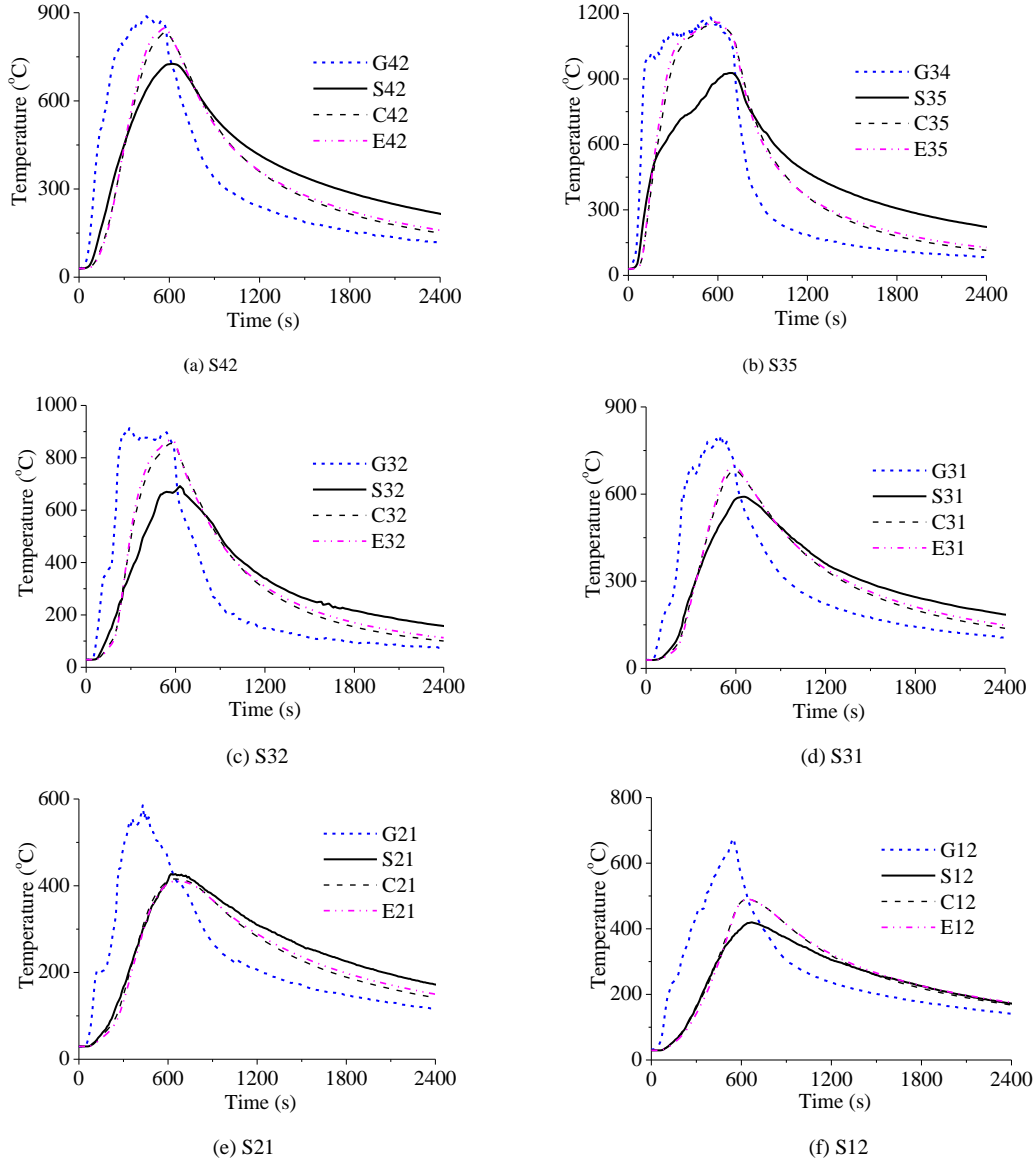 900
600
300
0
Temperature (°C)
G42
S42
C42
E42
0 600 1200 1800 2400
Time (s)
(a) S42
1200
900
600
300
0
Temperature (°C)
G34
S35
C35
E35
0 600 1200 1800 2400
Time (s)
(b) S35
1000
800
600
400
200
0
Temperature (°C)
G32
S32
C32
E32
0 600 1200 1800 2400
Time (s)
(c) S32
900
600
300
0
Temperature (°C)
G31
S31
C31
E31
0 600 1200 1800 2400
Time (s)
(d) S31
600
400
200
0
Temperature (°C)
G21
S21
C21
E21
0 600 1200 1800 2400
Time (s)
(e) S21
800
600
400
200
0
Temperature (°C)
G12
S12
C12
E12
0 600 1200 1800 2400
Time (s)
(f) S12